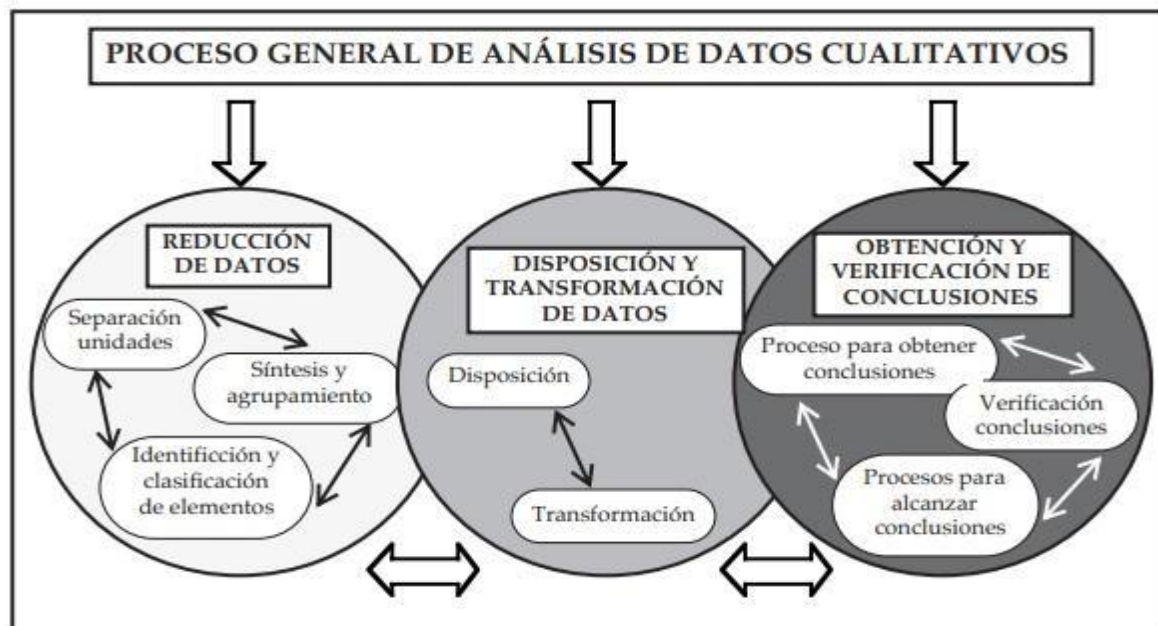 PROCESO GENERAL DE ANÁLISIS DE DATOS CUALITATIVOS
REDUCCIÓN
DE DATOS
Separación
unidades
Síntesis y
agrupamiento
Identificción y
clasificación
de elementos
DISPOSICIÓN Y
TRANSFORMACIÓN
DE DATOS
Disposición
Transformación
OBTENCIÓN Y
VERIFICACIÓN DE
CONCLUSIONES
Proceso para obtener
conclusiones
Verificación
conclusiones
Procesos para
alcanzar
conclusiones